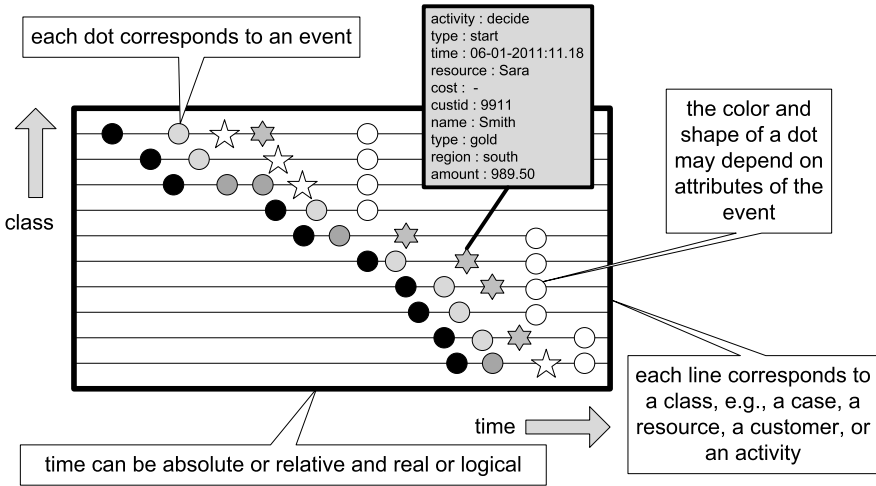 each dot corresponds to an event
activity : decide
type : start
time : 06-01-2011:11.18
resource : Sara
cost :  -
custid : 9911
name : Smith
type : gold
region : south
amount : 989.50
the color and
shape of a dot
may depend on
attributes of the
event
class
each line corresponds to
a class, e.g., a case, a
resource, a customer, or
an activity
time
time can be absolute or relative and real or logical